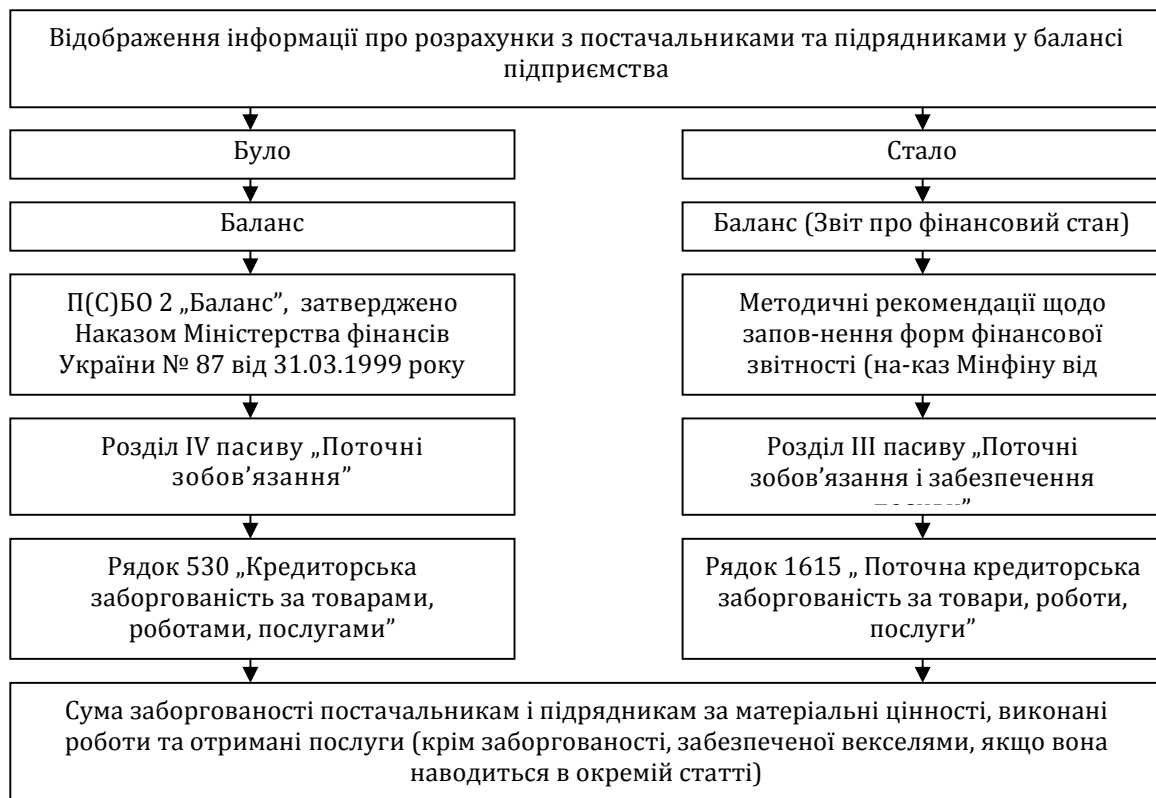 Відображення інформації про розрахунки з постачальниками та підрядниками у балансі
підприємства
Було
Стало
Баланс
Баланс (Звіт про фінансовий стан)
П(С)БО 2 „Баланс”, затверджено
Наказом Міністерства фінансів
України № 87 від 31.03.1999 року
Методичні рекомендації щодо
запов-нення форм фінансової
звітності (на-каз Мінфіну від
Розділ IV пасиву „Поточні
зобов’язання”
Розділ III пасиву „Поточні
зобов’язання і забезпечення
Рядок 530 „Кредиторська
заборгованість за товарами,
роботами, послугами”
Рядок 1615 „ Поточна кредиторська
заборгованість за товари, роботи,
послуги”
Сума заборгованості постачальникам і підрядникам за матеріальні цінності, виконані
роботи та отримані послуги (крім заборгованості, забезпеченої векселями, якщо вона
наводиться в окремій статті)